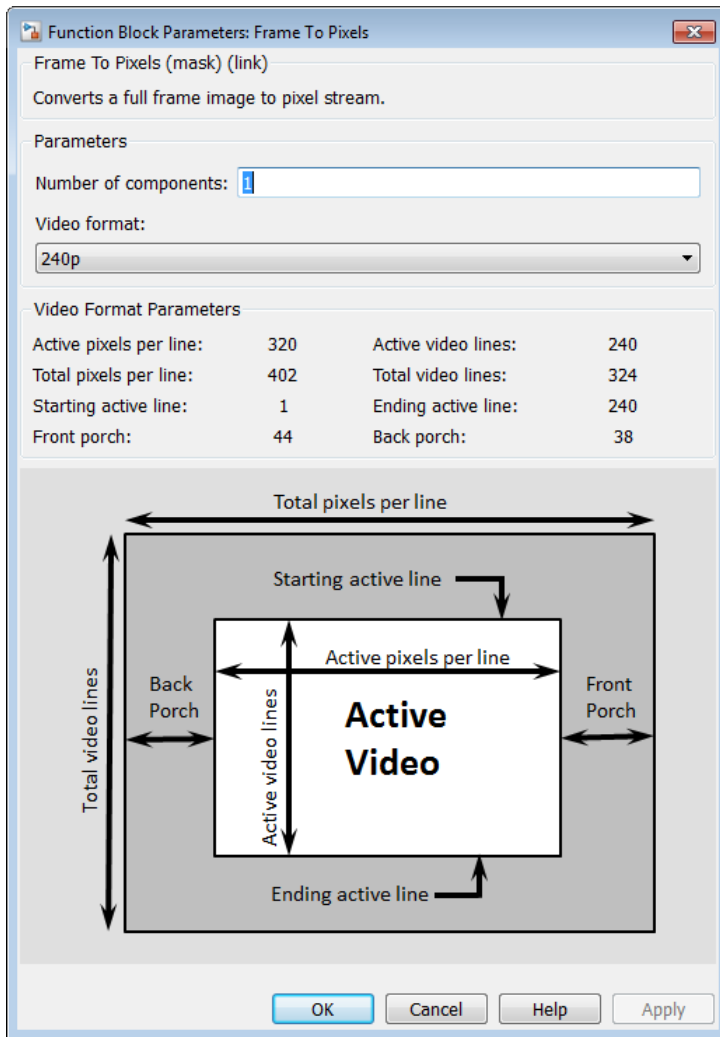 Function Block Parameters: Frame To Pixels
Frame To Pixels (mask) (link)
Converts a full frame image to pixel stream.
Parameters
Number of components: 1
Video format:
240p
Video Format Parameters
Active pixels per line: 320 Active video lines: 240
Total pixels per line: 402 Total video lines: 324
Starting active line: 1 Ending active line: 240
Front porch: 44 Back porch: 38
Total pixels per line
Starting active line
Active pixels per line
Back
Porch
Front
Porch
Active
Video
Total video lines
Active video lines
Ending active line
OK Cancel Help Apply